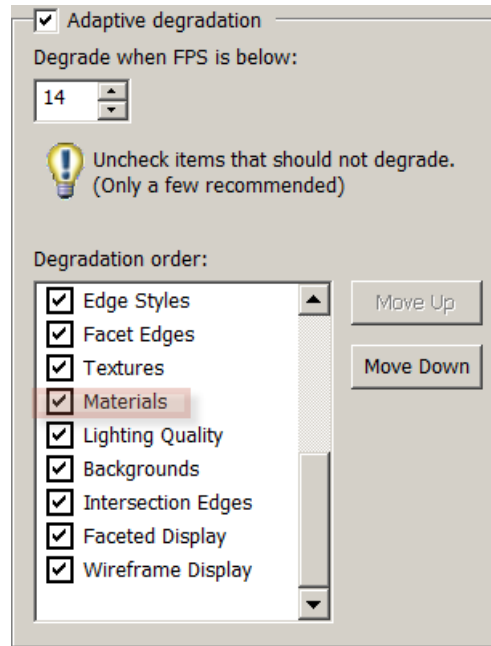 Adaptive degradation
Degrade when FPS is below:
14
Uncheck items that should not degrade.
(Only a few recommended)
Degradation order:
Edge Styles
Facet Edges
Textures
Materials
Lighting Quality
Backgrounds
Intersection Edges
Faceted Display
Wireframe Display
Move Up
Move Down